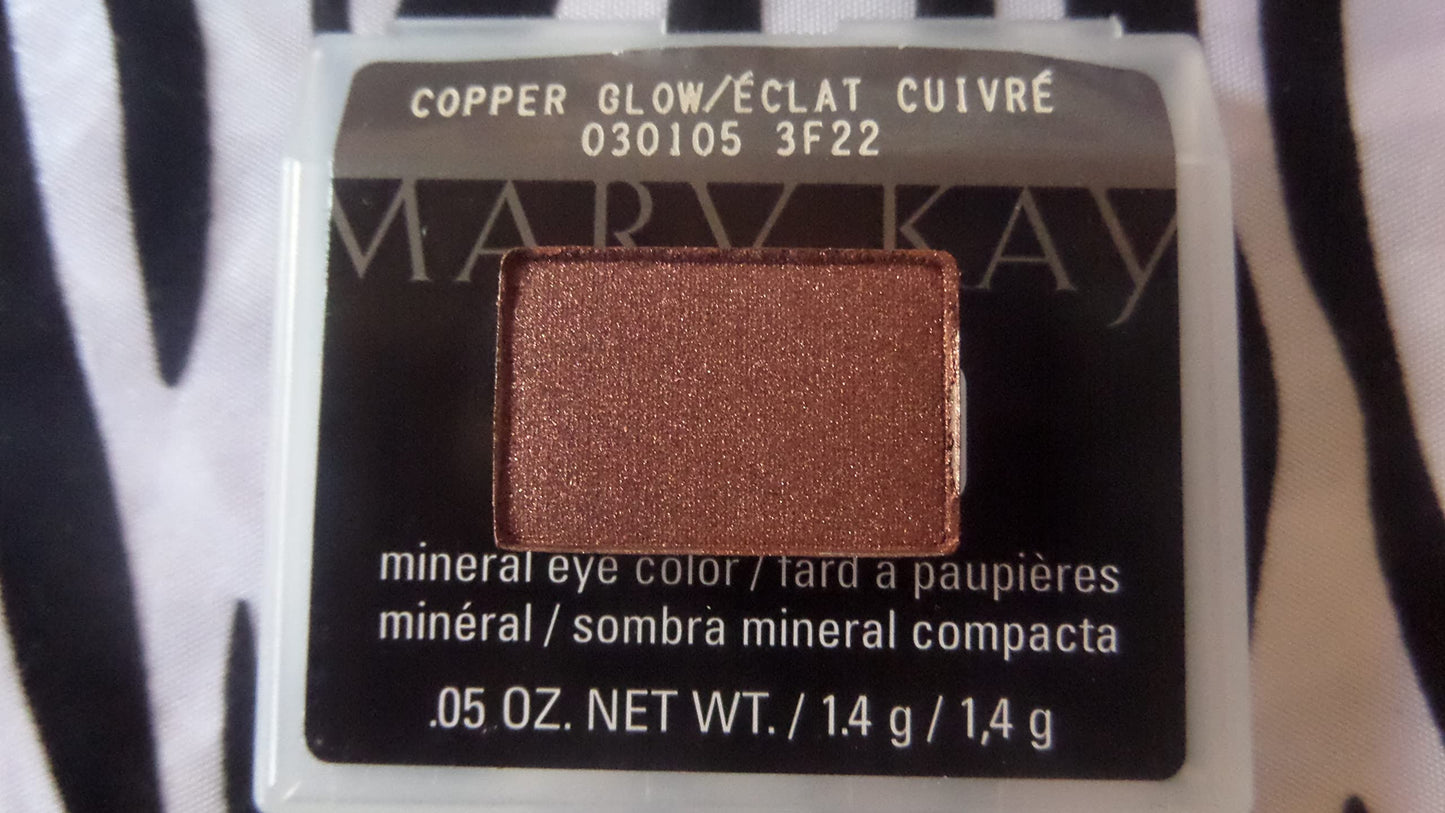 COPPER GLOW/ÉCLAT CUIVRÉ
030105 3F22
MARY KAY
mineral eye color / fard à paupières
minéral / sombra mineral compacta
.05 OZ. NET WT. / 1.4 g / 1,4 g